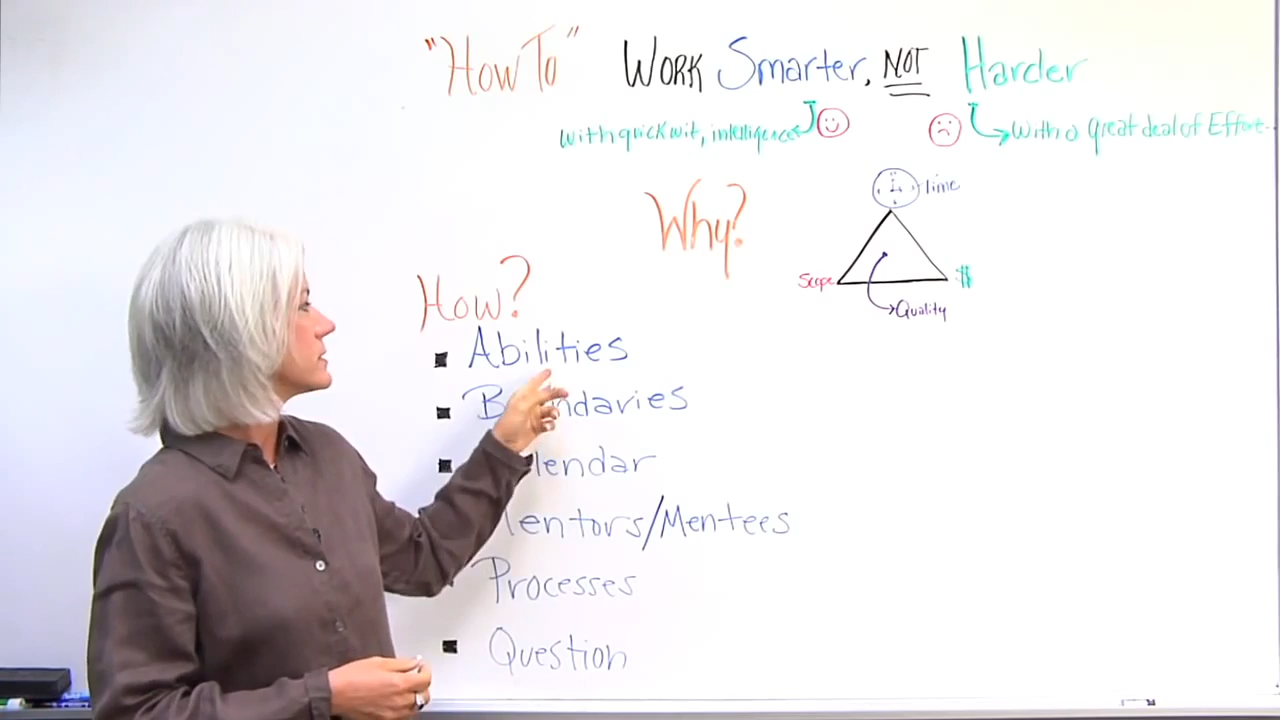 "How To" Work Smarter, NOT Harder
with quick wit, intelligence
With a great deal of Effort..
Time
Why?
Scope
$
Quality
How?
Abilities
Boundaries
Calendar
Mentors/Mentees
Processes
Question